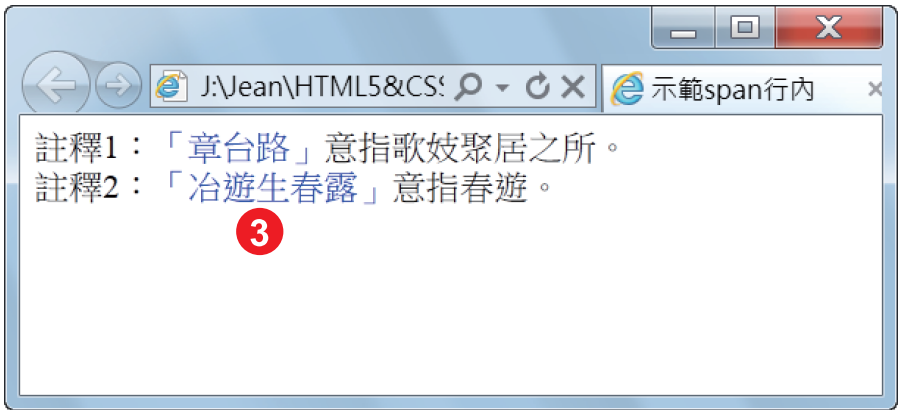 J:\Jean\HTML5&CS
示範span行內
註釋1：「章台路」意指歌妓聚居之所。
註釋2：「冶遊生春露」意指春遊。
3